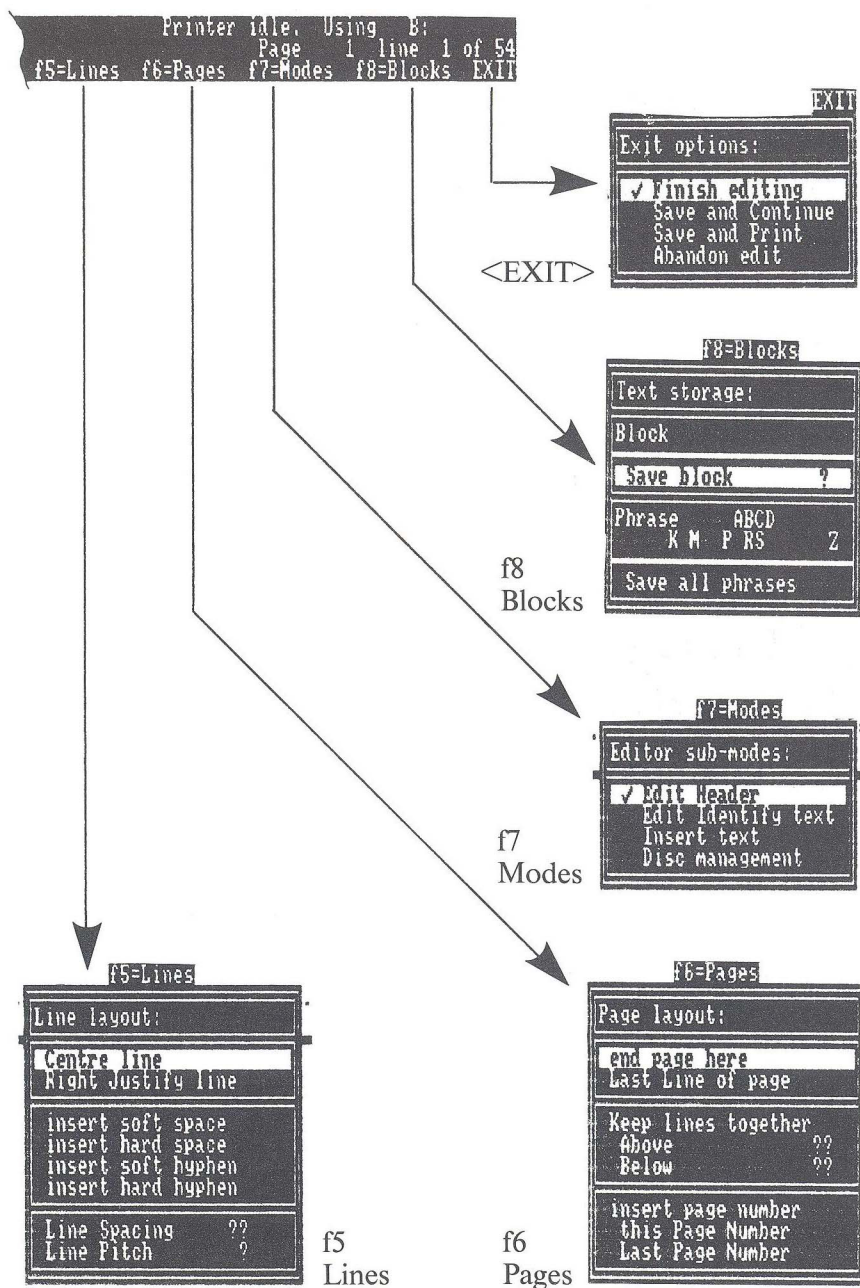 Printer idle. Using B:
Page 1 line 1 of 54
f5=Lines f6=Pages f7=Modes f8=Blocks EXIT
EXIT
Exit options:
✓ Finish editing
Save and Continue
Save and Print
Abandon edit
<EXIT>
f8=Blocks
Text storage:
Block
Save block ?
Phrase ABCD
K M P RS Z
Save all phrases
f8
Blocks
f7=Modes
Editor sub-modes:
✓ Edit Header
Edit Identify text
Insert text
Disc management
f7
Modes
f5=Lines
Line layout:
Centre line
Right Justify line
insert soft space
insert hard space
insert soft hyphen
insert hard hyphen
Line Spacing ??
Line Pitch ?
f5
Lines
f6=Pages
Page layout:
end page here
Last Line of page
Keep lines together
Above ??
Below ??
insert page number
this Page Number
Last Page Number
f6
Pages